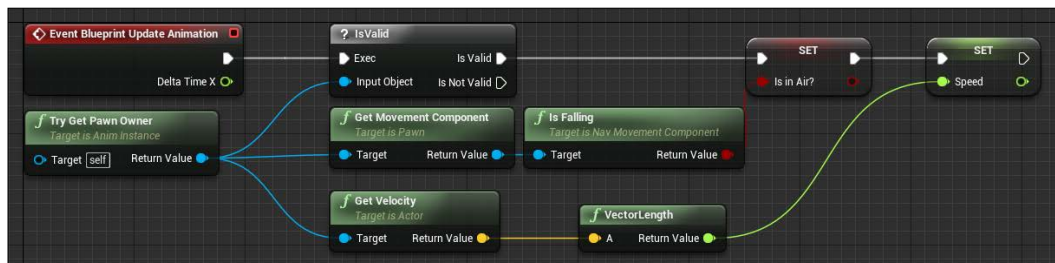 Event Blueprint Update Animation
Delta Time X
? IsValid
Exec
Is Valid
Input Object
Is Not Valid
SET
Is in Air?
SET
Speed
f Try Get Pawn Owner
Target is Anim Instance
Target self
Return Value
f Get Movement Component
Target is Pawn
Target
Return Value
f Is Falling
Target is Nav Movement Component
Target
Return Value
f Get Velocity
Target is Actor
Target
Return Value
f VectorLength
A
Return Value